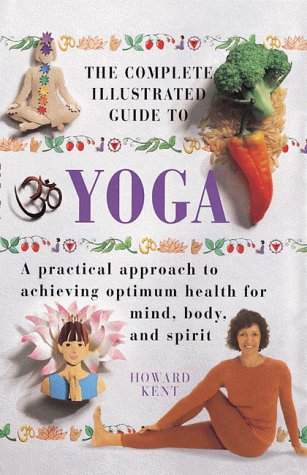 THE COMPLETE
ILLUSTRATED
GUIDE TO
ॐ YOGA
A practical approach to
achieving optimum health for
mind, body,
and spirit
HOWARD
KENT